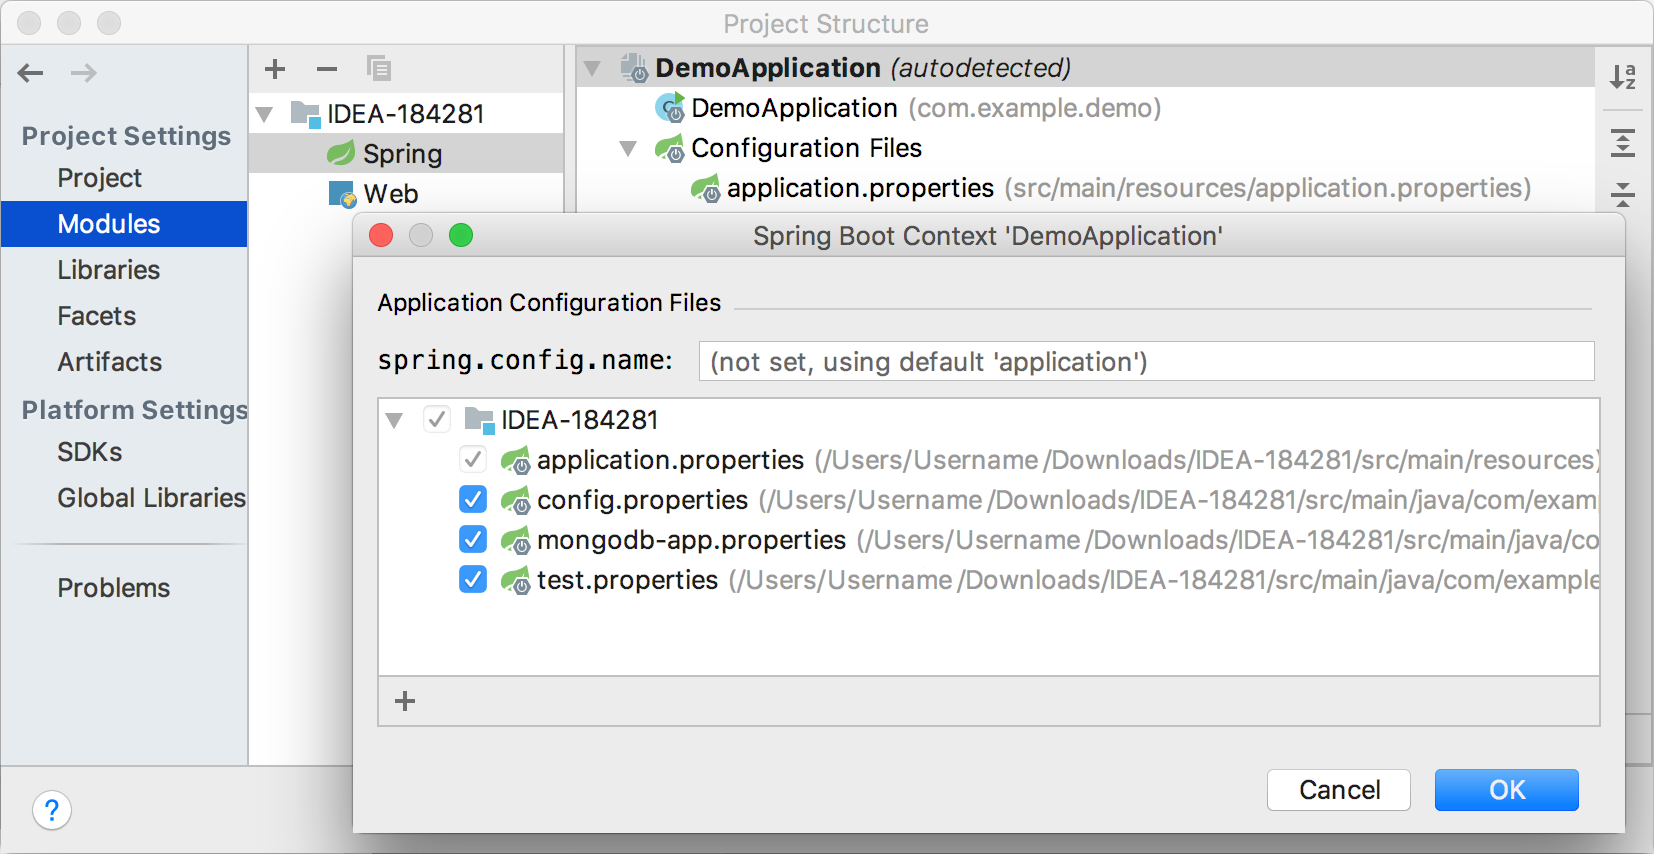 Project Structure
Project Settings
Project
Modules
Libraries
Facets
Artifacts
Platform Settings
SDKs
Global Libraries
Problems
?
IDEA-184281
Spring
Web
DemoApplication (autodetected)
DemoApplication (com.example.demo)
Configuration Files
application.properties (src/main/resources/application.properties)
a
z
Spring Boot Context 'DemoApplication'
Application Configuration Files
spring.config.name: (not set, using default 'application')
IDEA-184281
application.properties (/Users/Username/Downloads/IDEA-184281/src/main/resources)
config.properties (/Users/Username/Downloads/IDEA-184281/src/main/java/com/examp
mongodb-app.properties (/Users/Username/Downloads/IDEA-184281/src/main/java/co
test.properties (/Users/Username/Downloads/IDEA-184281/src/main/java/com/example
Cancel
OK